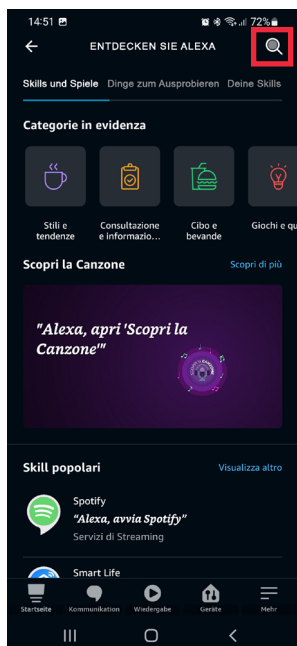 14:51 72%
ENTDECKEN SIE ALEXA
Skills und Spiele Dinge zum Ausprobieren Deine Skills
Categorie in evidenza
Stili e
tendenze
Consultazione
e informazio...
Cibo e
bevande
Giochi e qu
Scopri la Canzone Scopri di più
"Alexa, apri 'Scopri la
Canzone'"
Skill popolari Visualizza altro
Spotify
“Alexa, avvia Spotify”
Servizi di Streaming
Smart Life
Startseite Kommunikation Wiedergabe Geräte Mehr